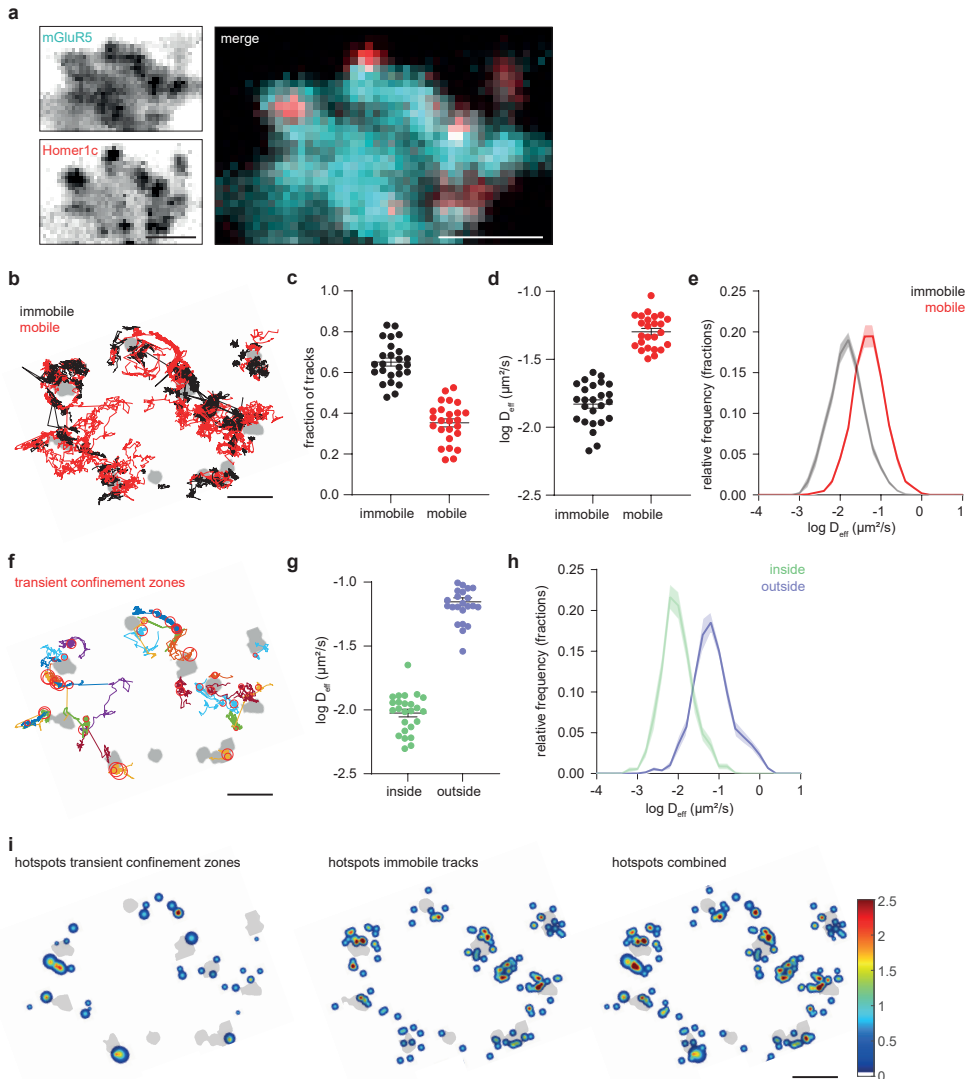 a
mGluR5
Homer1c
merge
b
immobile
mobile
c
fraction of tracks
1.0
0.8
0.6
0.4
0.2
0.0
immobile mobile
d
log D_eff (µm²/s)
-1.0
-1.5
-2.0
-2.5
immobile mobile
e
relative frequency (fractions)
0.25
0.20
0.15
0.10
0.05
0.00
immobile
mobile
-4 -3 -2 -1 0 1
log D_eff (µm²/s)
f
transient confinement zones
g
log D_eff (µm²/s)
-1.0
-1.5
-2.0
-2.5
inside outside
h
relative frequency (fractions)
0.25
0.20
0.15
0.10
0.05
0.00
inside
outside
-4 -3 -2 -1 0 1
log D_eff (µm²/s)
i
hotspots transient confinement zones
hotspots immobile tracks
hotspots combined
2.5
2
1.5
1
0.5
0